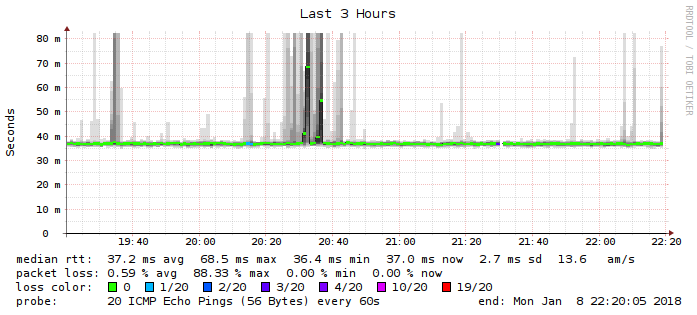 Last 3 Hours
RRDTOOL / TOBI OETIKER
Seconds
80 m
70 m
60 m
50 m
40 m
30 m
20 m
10 m
0
19:40 20:00 20:20 20:40 21:00 21:20 21:40 22:00 22:20
median rtt: 37.2 ms avg 68.5 ms max 36.4 ms min 37.0 ms now 2.7 ms sd 13.6 am/s
packet loss: 0.59 % avg 88.33 % max 0.00 % min 0.00 % now
loss color: 0 1/20 2/20 3/20 4/20 10/20 19/20
probe: 20 ICMP Echo Pings (56 Bytes) every 60s end: Mon Jan 8 22:20:05 2018